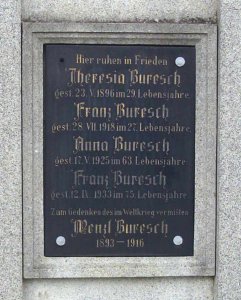 Hier ruhen in Frieden
Theresia Buresch
gest. 23. V. 1896 im 29. Lebensjahre
Franz Buresch
gest. 28. VII. 1918 im 27. Lebensjahre
Anna Buresch
gest. 17. V. 1925 im 63. Lebensjahre
Franz Buresch
gest. 12. IX. 1933 im 75. Lebensjahre
Zum Gedenken des im Weltkrieg vermißten
Wenzl Buresch
1893 – 1916